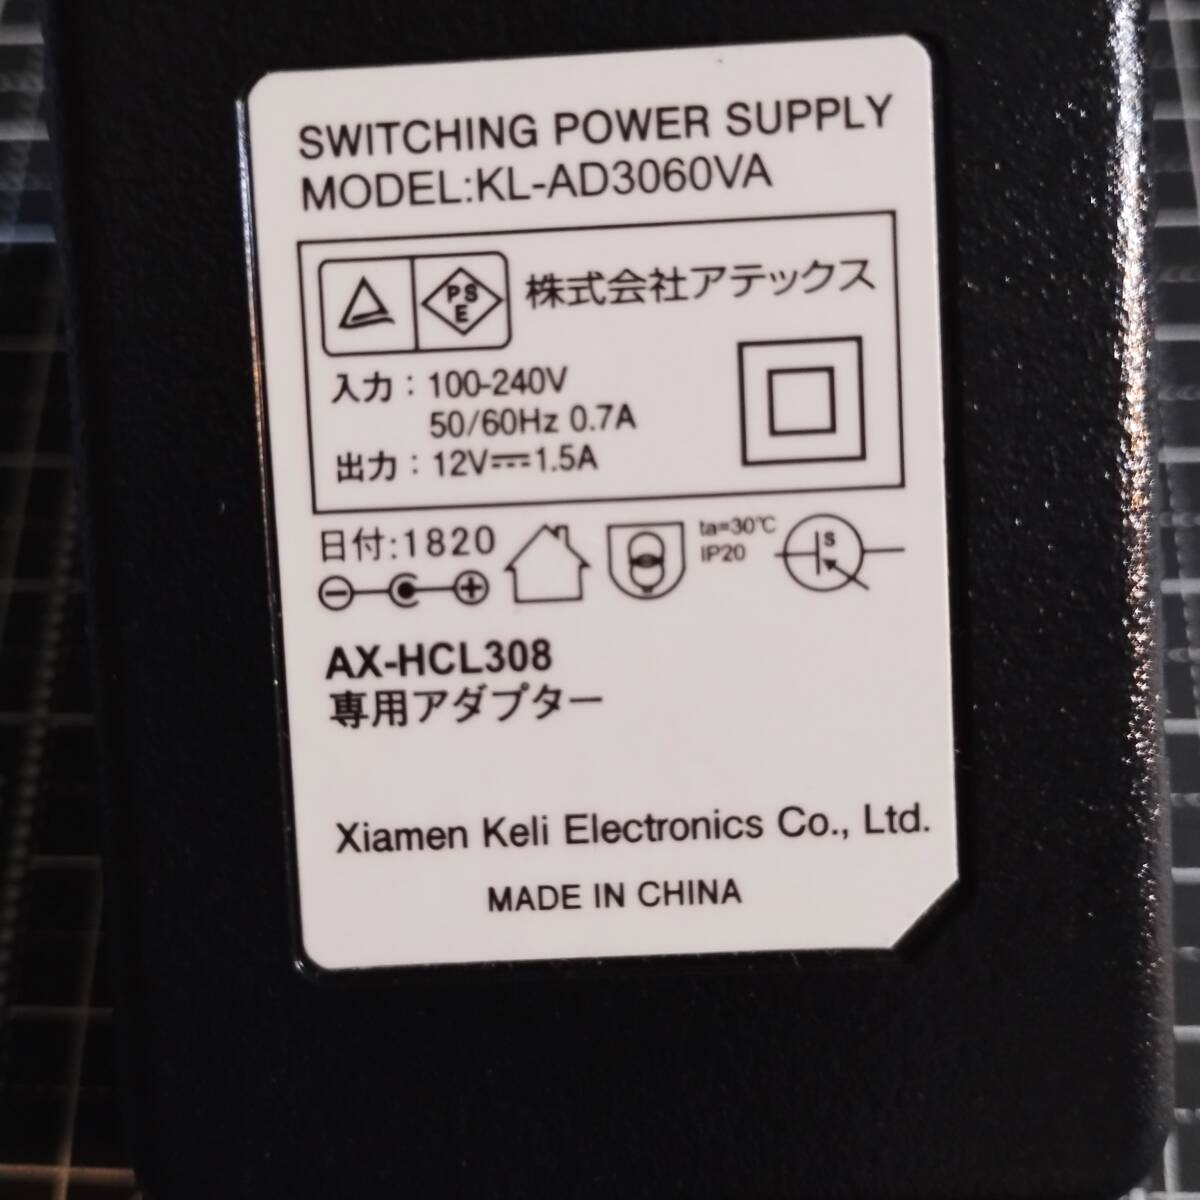 SWITCHING POWER SUPPLY
MODEL:KL-AD3060VA
PSE 株式会社アテックス
入力：100-240V
50/60Hz 0.7A
出力：12V⎓1.5A
日付:1820
ta=30℃
IP20
S
AX-HCL308
専用アダプター
Xiamen Keli Electronics Co., Ltd.
MADE IN CHINA